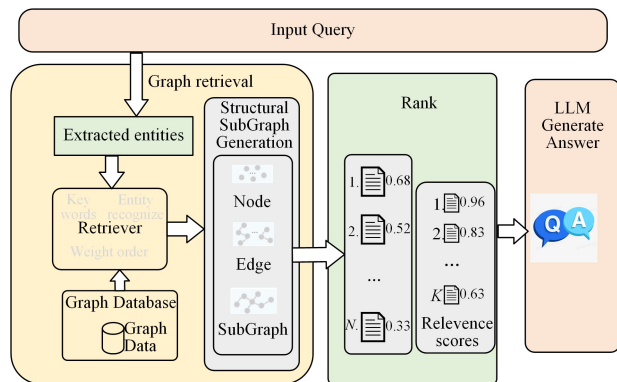 Input Query
Graph retrieval
Extracted entities
Key words
Entity recognize
Retriever
Weight order
Graph Database
Graph Data
Structural
SubGraph
Generation
Node
Edge
SubGraph
Rank
1. 0.68
2. 0.52
...
N. 0.33
1. 0.96
2. 0.83
...
K 0.63
Relevence
scores
LLM
Generate
Answer
Q A